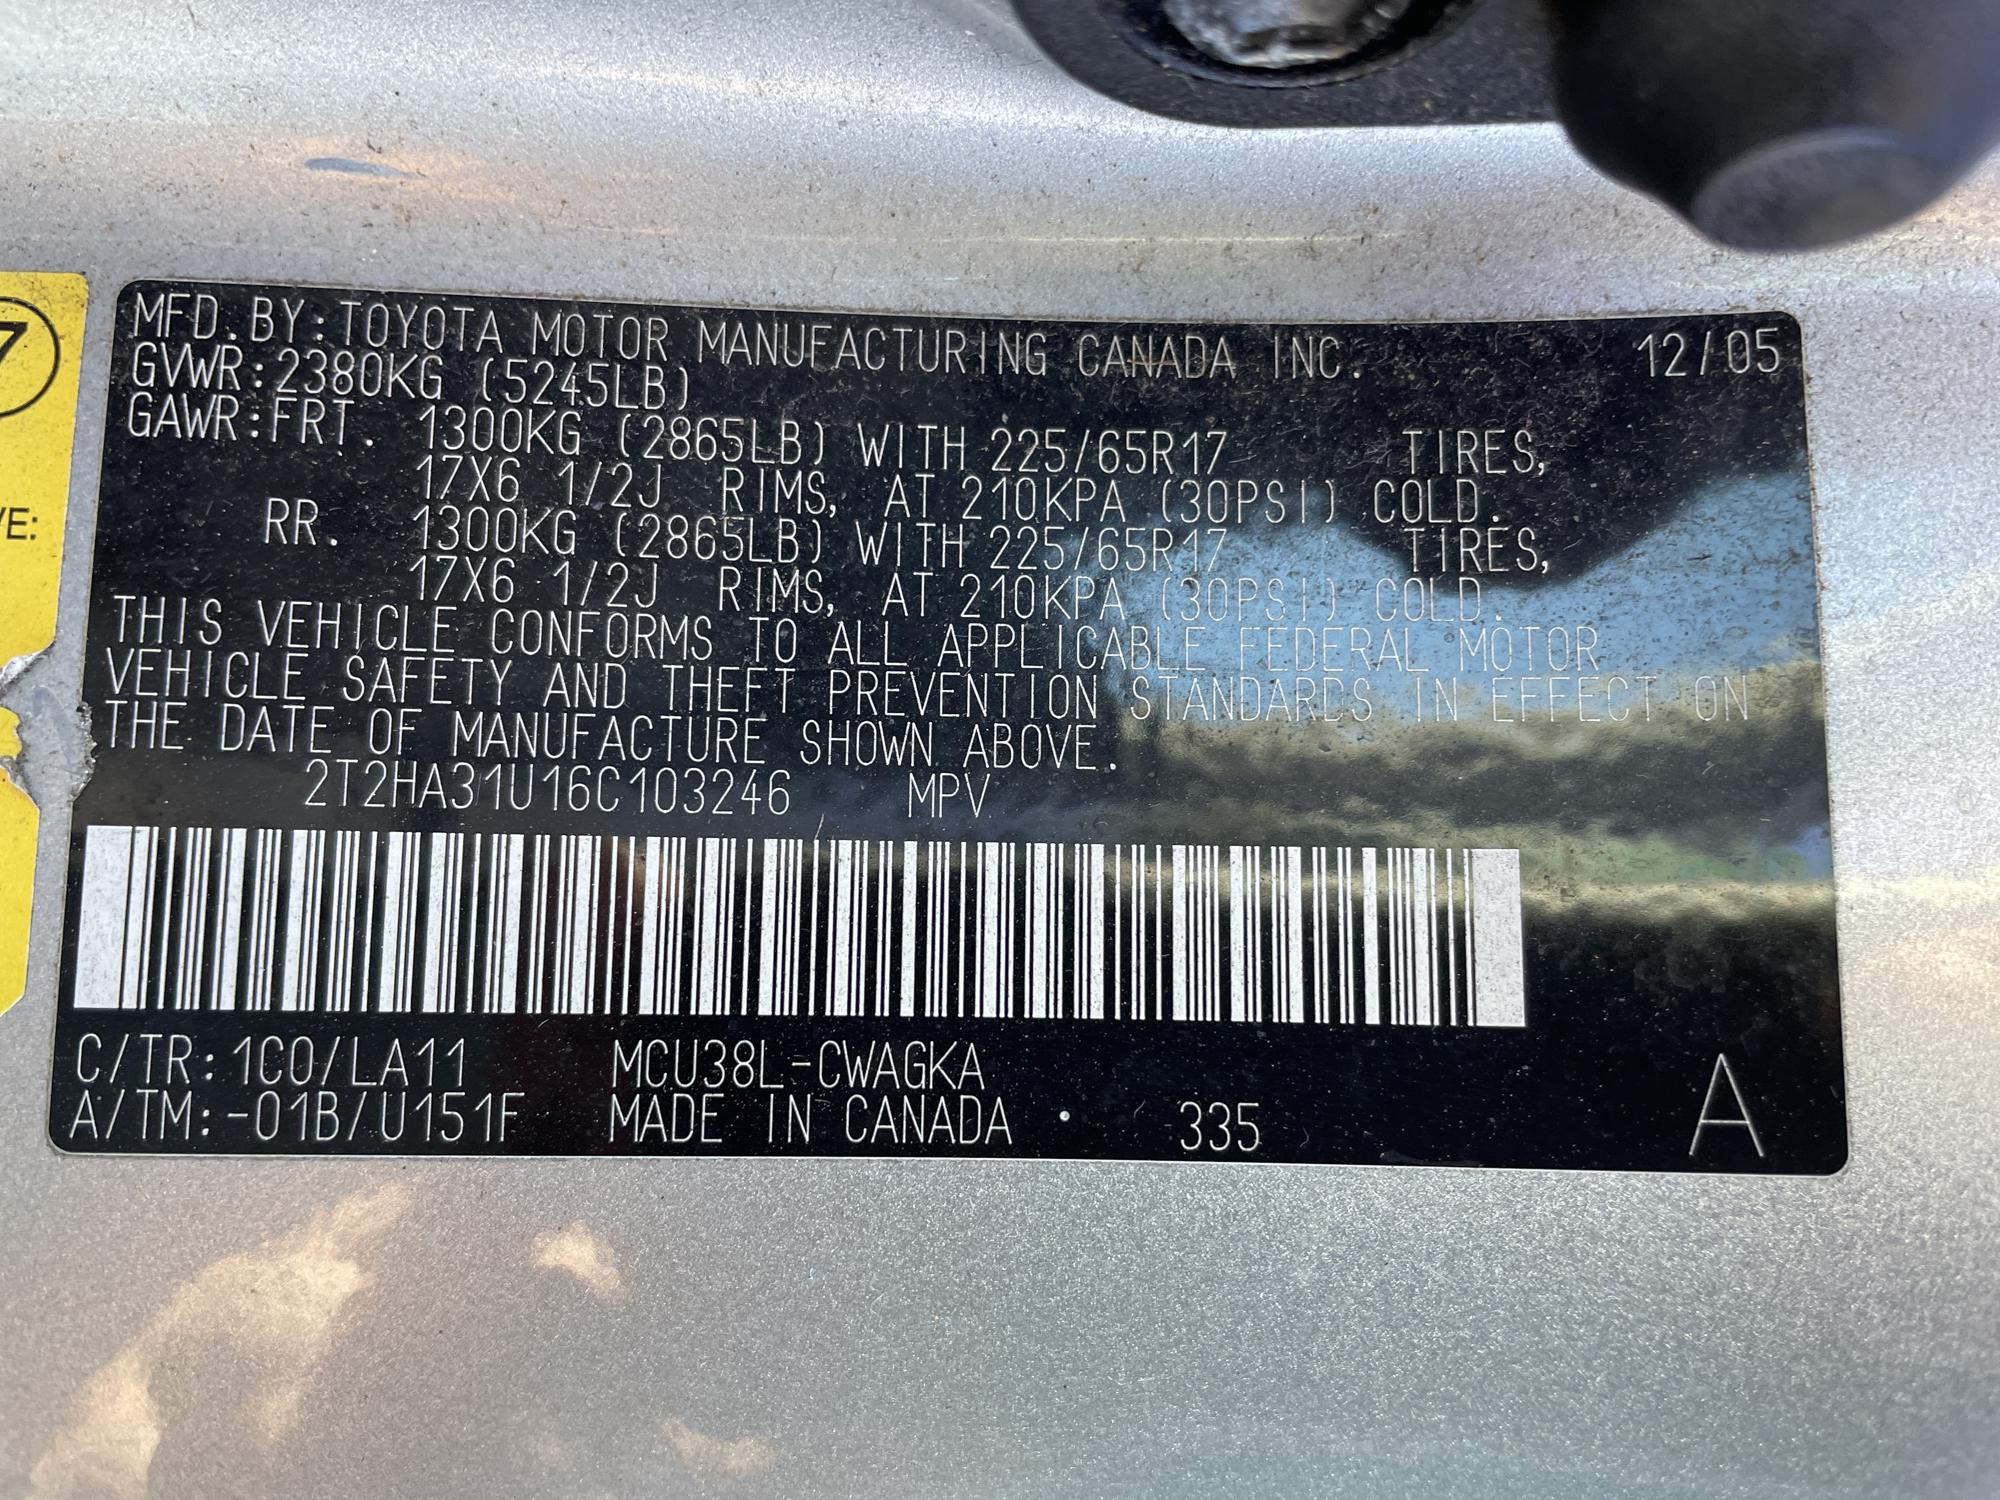 MFD.BY:TOYOTA MOTOR MANUFACTURING CANADA INC. 12/05
GVWR:2380KG (5245LB)
GAWR:FRT. 1300KG (2865LB) WITH 225/65R17 TIRES,
17X6 1/2J RIMS, AT 210KPA (30PSI) COLD.
RR. 1300KG (2865LB) WITH 225/65R17 TIRES,
17X6 1/2J RIMS, AT 210KPA (30PSI) COLD.
THIS VEHICLE CONFORMS TO ALL APPLICABLE FEDERAL MOTOR
VEHICLE SAFETY AND THEFT PREVENTION STANDARDS IN EFFECT ON
THE DATE OF MANUFACTURE SHOWN ABOVE.
2T2HA31U16C103246 MPV
C/TR:1C0/LA11 MCU38L-CWAGKA
A/TM:-01B/U151F MADE IN CANADA • 335 A
7
VE: